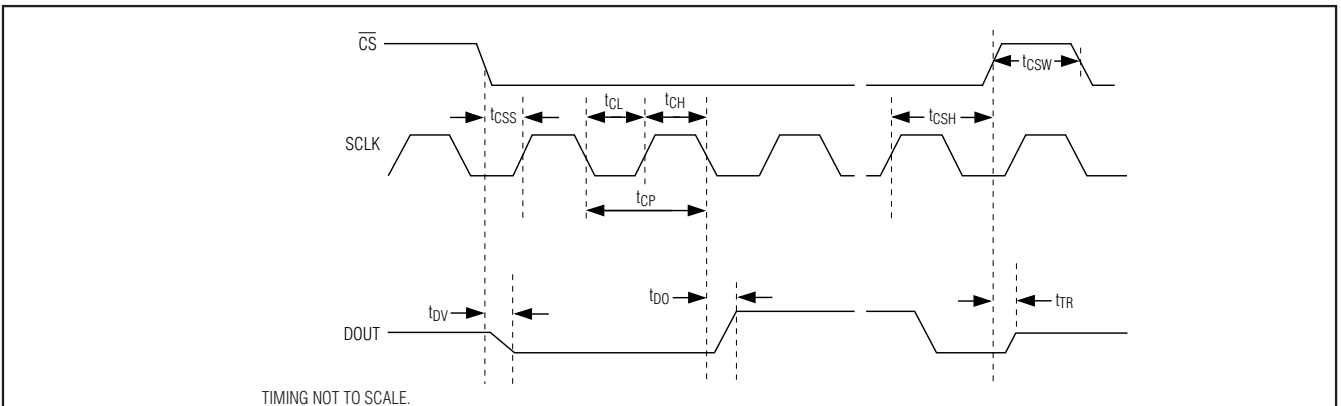 CS
tCSW
tCSS
tCL
tCH
tCSH
SCLK
tCP
tDV
tDO
tTR
DOUT
TIMING NOT TO SCALE.